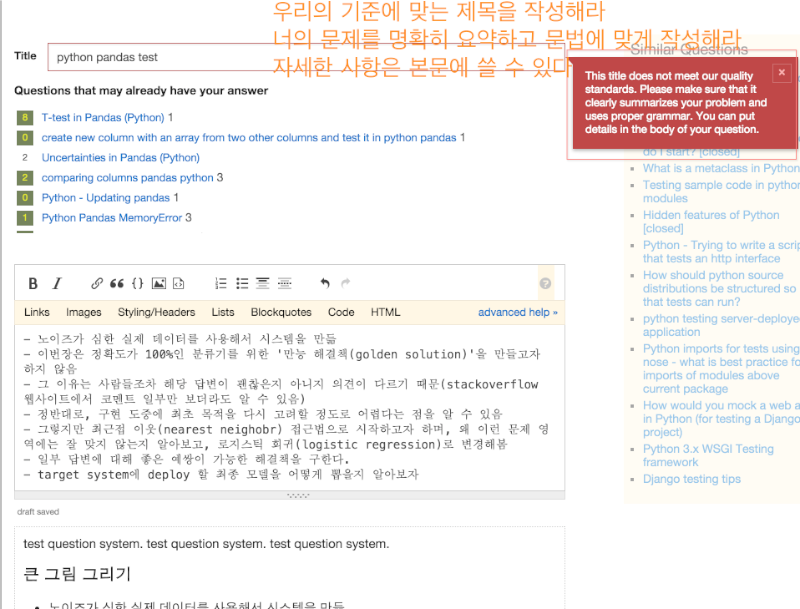 우리의 기준에 맞는 제목을 작성해라
너의 문제를 명확히 요약하고 문법에 맞게 작성해라
자세한 사항은 본문에 쓸 수 있다
Title
python pandas test
Questions that may already have your answer
8 T-test in Pandas (Python) 1
0 create new column with an array from two other columns and test it in python pandas 1
2 Uncertainties in Pandas (Python)
2 comparing columns pandas python 3
0 Python - Updating pandas 1
1 Python Pandas MemoryError 3
Similar Questions
This title does not meet our quality
standards. Please make sure that it
clearly summarizes your problem and
uses proper grammar. You can put
details in the body of your question.
do I start? [closed]
What is a metaclass in Python
Testing sample code in python
modules
Hidden features of Python
[closed]
Python - Trying to write a scrip
that tests an http interface
How should python source
distributions be structured so
that tests can run?
python testing server-deploye
application
Python imports for tests using
nose - what is best practice fo
imports of modules above
current package
How would you mock a web a
in Python (for testing a Django
project)
Python 3.x WSGI Testing
framework
Django testing tips
B I
Links Images Styling/Headers Lists Blockquotes Code HTML advanced help »
- 노이즈가 심한 실제 데이터를 사용해서 시스템을 만듦
- 이번장은 정확도가 100%인 분류기를 위한 '만능 해결책(golden solution)'을 만들고자
하지 않음
- 그 이유는 사람들조차 해당 답변이 괜찮은지 아닌지 의견이 다르기 때문(stackoverflow
웹사이트에서 코멘트 일부만 보더라도 알 수 있음)
- 정반대로, 구현 도중에 최초 목적을 다시 고려할 정도로 어렵다는 점을 알 수 있음
- 그렇지만 최근접 이웃(nearest neighobr) 접근법으로 시작하고자 하며, 왜 이런 문제 영
역에는 잘 맞지 않는지 알아보고, 로지스틱 회귀(logistic regression)로 변경해봄
- 일부 답변에 대해 좋은 예쌍이 가능한 해결책을 구한다.
- target system에 deploy 할 최종 모델을 어떻게 뽑을지 알아보자
draft saved
test question system. test question system. test question system.
큰 그림 그리기
노이즈가 심한 실제 데이터를 사용해서 시스템을 만듦